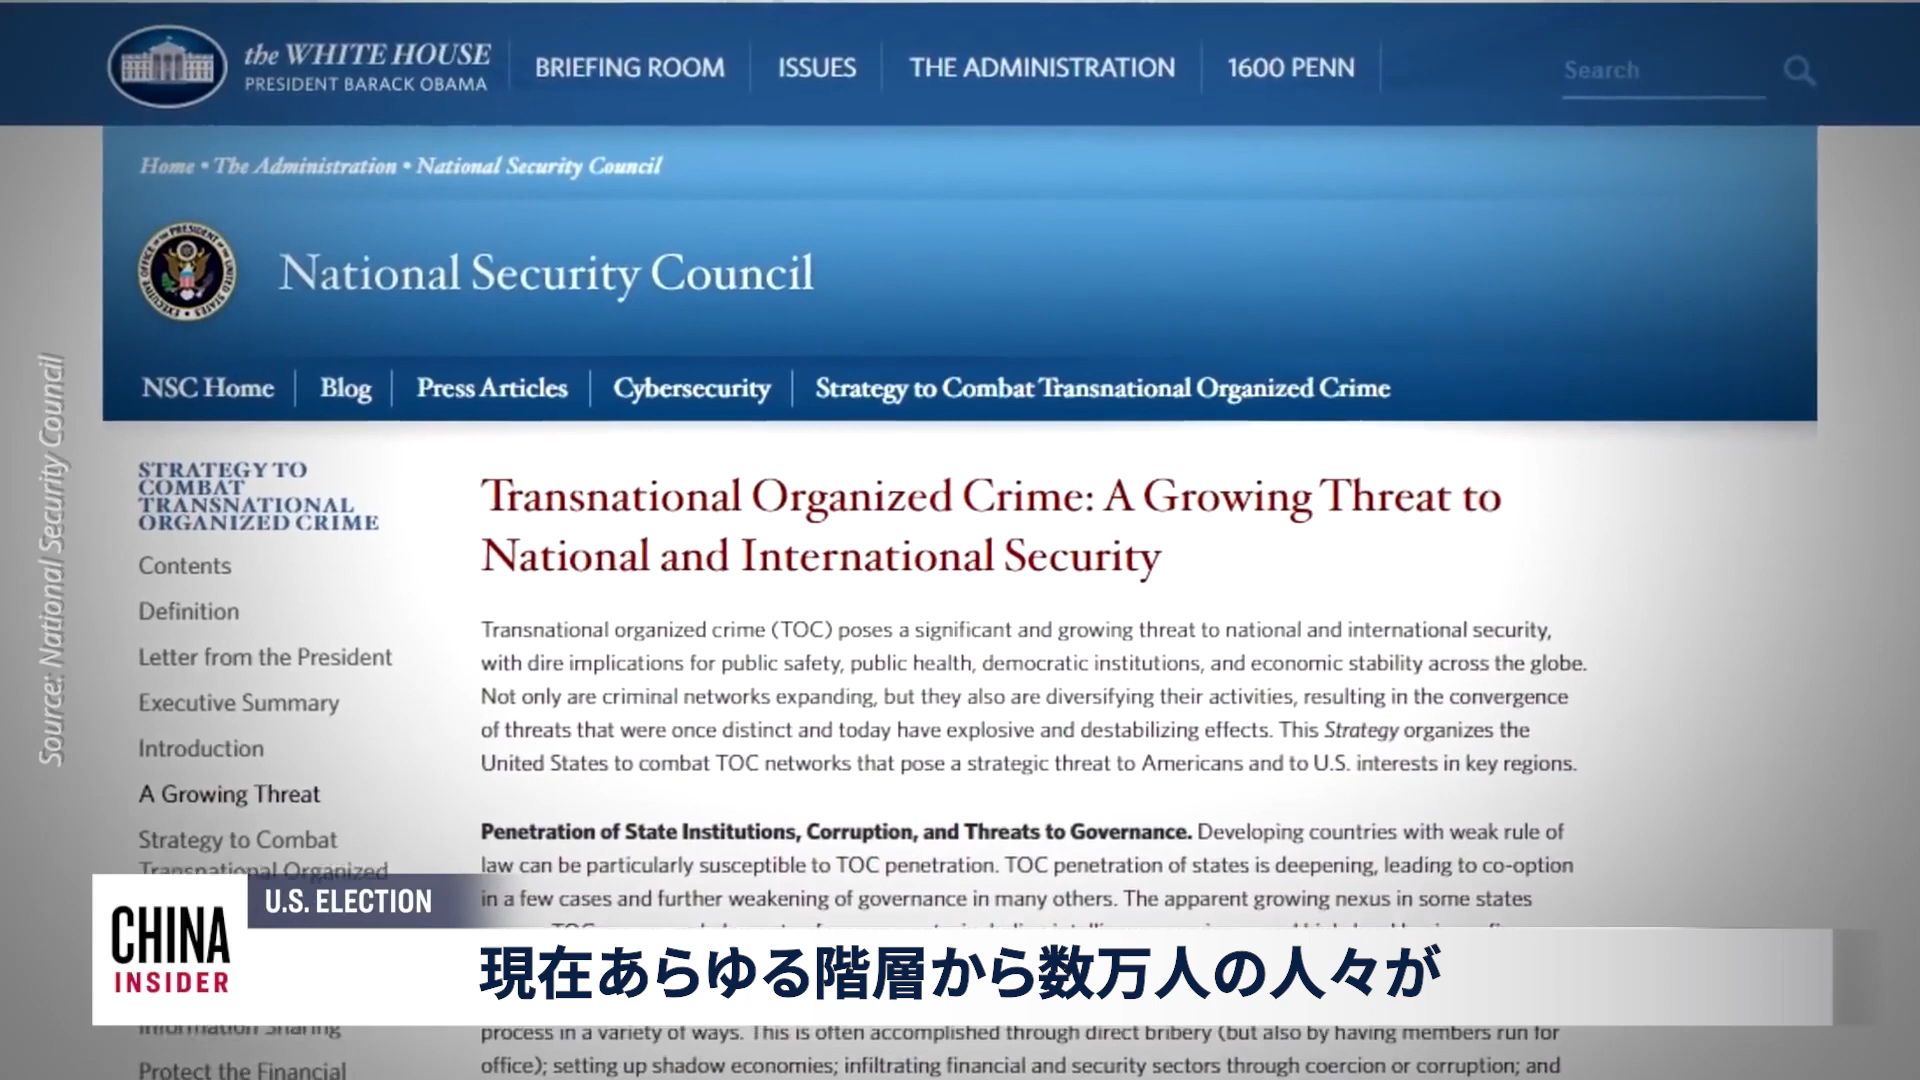 the WHITE HOUSE
PRESIDENT BARACK OBAMA
BRIEFING ROOM
ISSUES
THE ADMINISTRATION
1600 PENN
Search
Home • The Administration • National Security Council
National Security Council
NSC Home
Blog
Press Articles
Cybersecurity
Strategy to Combat Transnational Organized Crime
Source: National Security Council
STRATEGY TO
COMBAT
TRANSNATIONAL
ORGANIZED CRIME
Contents
Definition
Letter from the President
Executive Summary
Introduction
A Growing Threat
Strategy to Combat
Transnational Organized
Information Sharing
Protect the Financial
Transnational Organized Crime: A Growing Threat to
National and International Security
Transnational organized crime (TOC) poses a significant and growing threat to national and international security,
with dire implications for public safety, public health, democratic institutions, and economic stability across the globe.
Not only are criminal networks expanding, but they also are diversifying their activities, resulting in the convergence
of threats that were once distinct and today have explosive and destabilizing effects. This Strategy organizes the
United States to combat TOC networks that pose a strategic threat to Americans and to U.S. interests in key regions.
Penetration of State Institutions, Corruption, and Threats to Governance. Developing countries with weak rule of
law can be particularly susceptible to TOC penetration. TOC penetration of states is deepening, leading to co-option
in a few cases and further weakening of governance in many others. The apparent growing nexus in some states
process in a variety of ways. This is often accomplished through direct bribery (but also by having members run for
office); setting up shadow economies; infiltrating financial and security sectors through coercion or corruption; and
U.S. ELECTION
CHINA
INSIDER
現在あらゆる階層から数万人の人々が